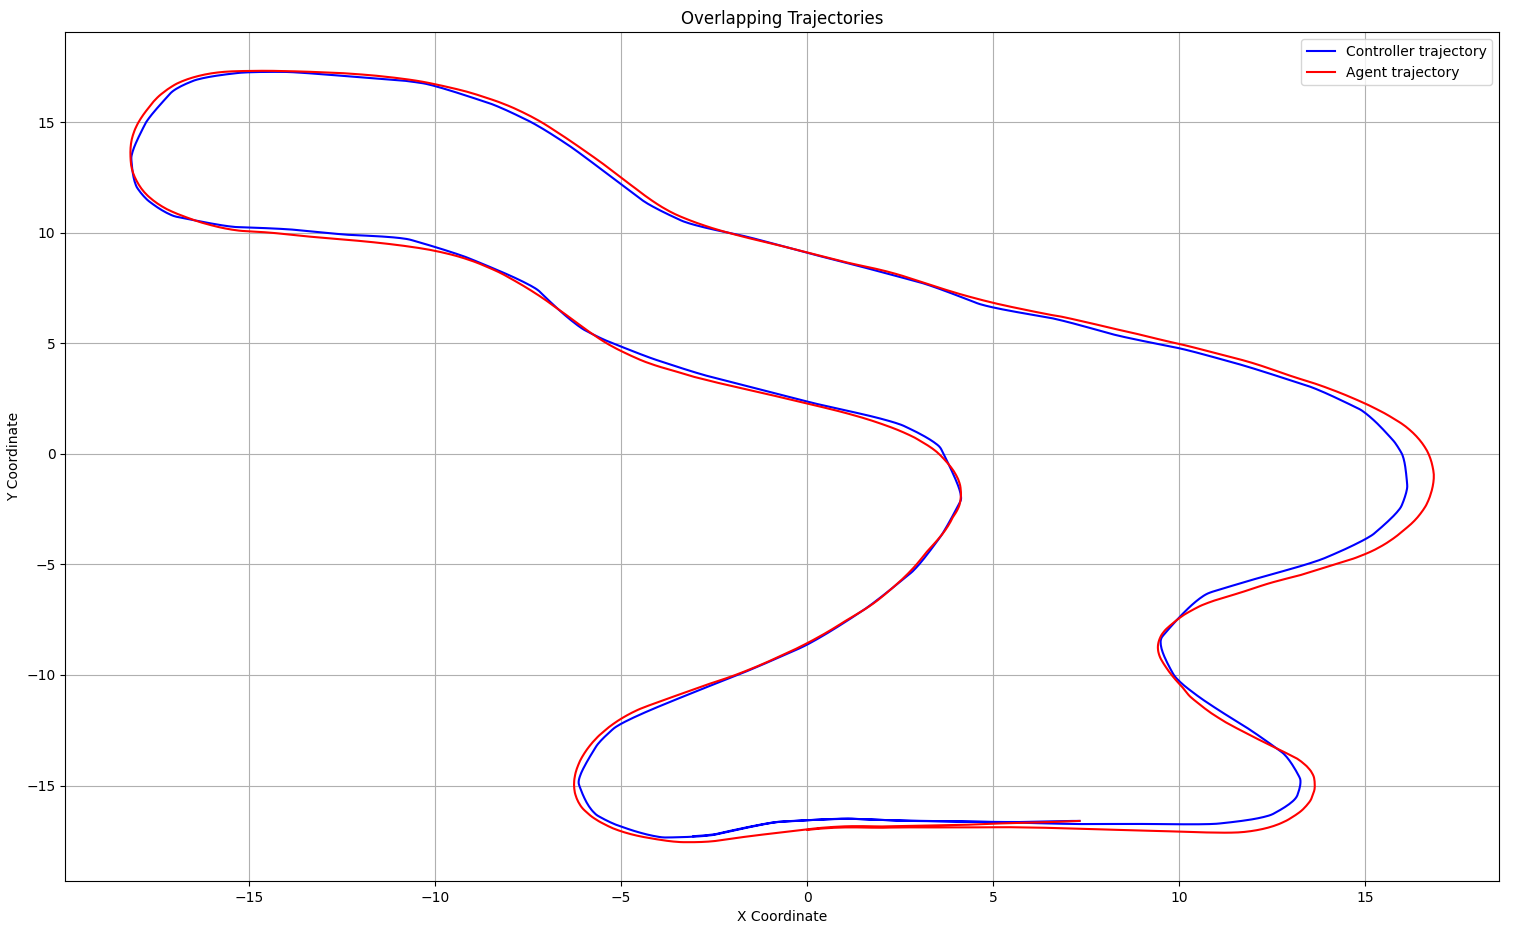 Overlapping Trajectories
Controller trajectory
Agent trajectory
15
10
5
0
−5
−10
−15
Y Coordinate
−15 −10 −5 0 5 10 15
X Coordinate